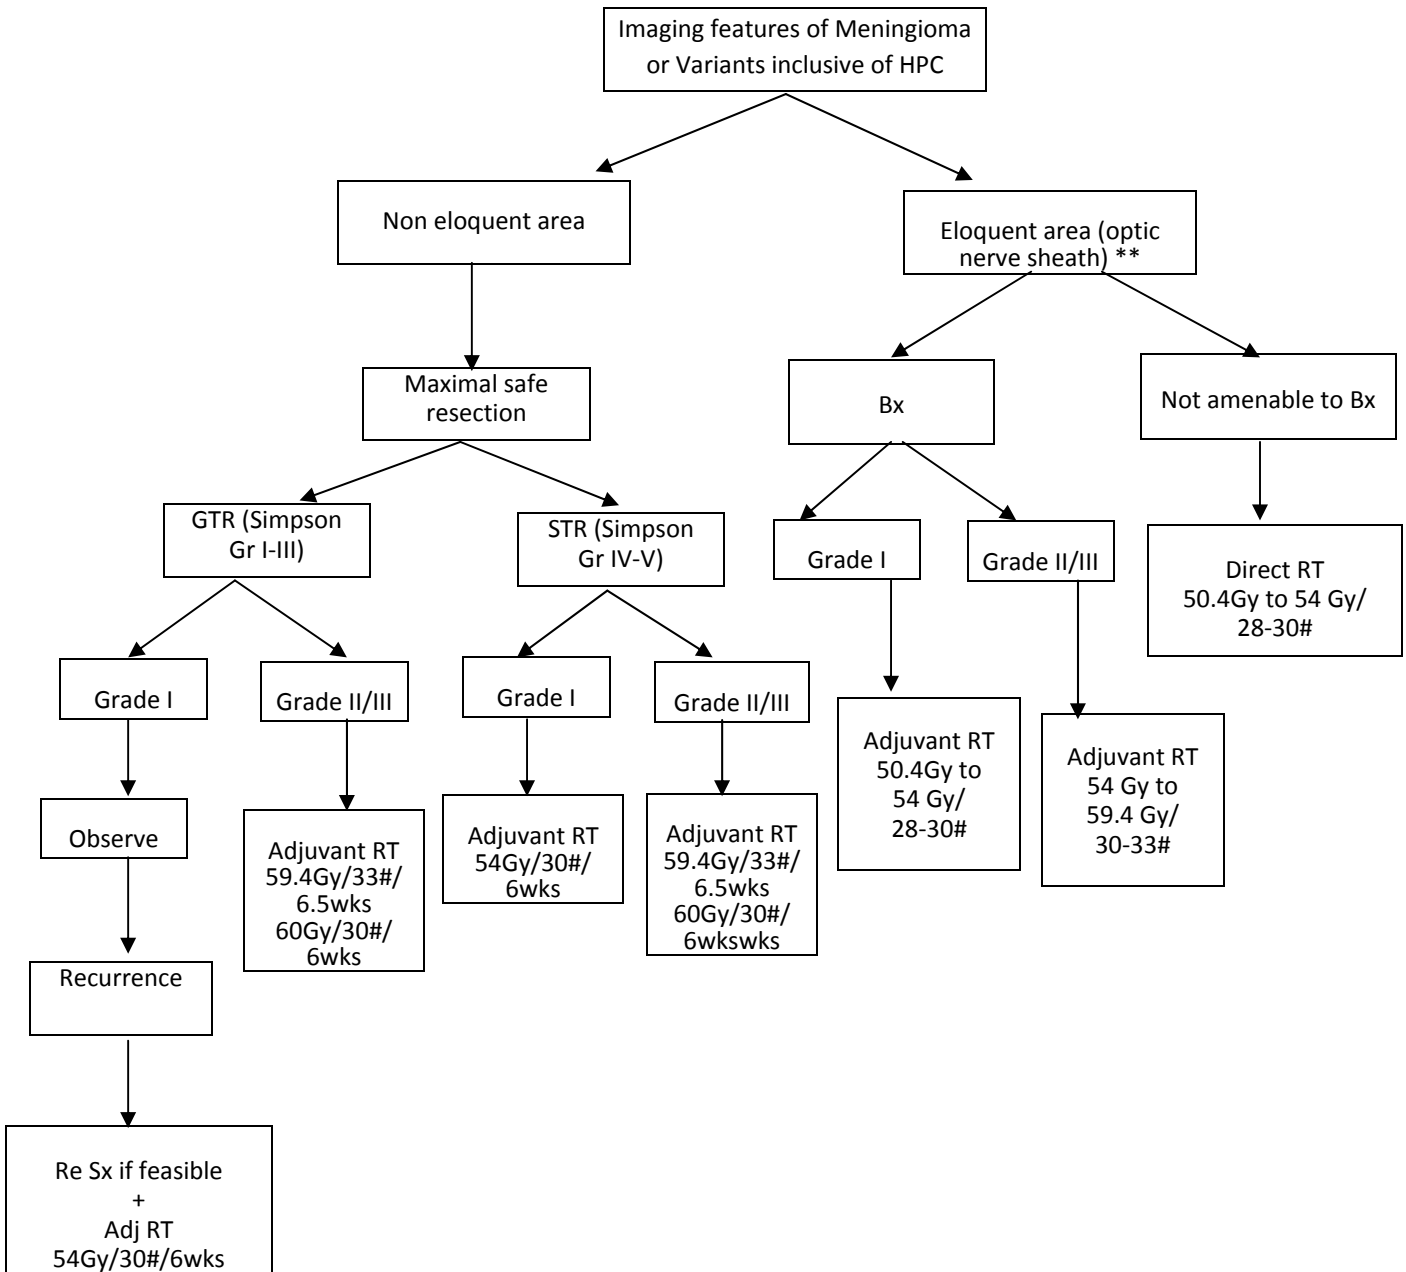 Imaging features of Meningioma
or Variants inclusive of HPC
Non eloquent area
Eloquent area (optic
nerve sheath) **
Maximal safe
resection
Bx
Not amenable to Bx
GTR (Simpson
Gr I-III)
STR (Simpson
Gr IV-V)
Grade I
Grade II/III
Direct RT
50.4Gy to 54 Gy/
28-30#
Grade I
Grade II/III
Grade I
Grade II/III
Adjuvant RT
50.4Gy to
54 Gy/
28-30#
Adjuvant RT
54 Gy to
59.4 Gy/
30-33#
Observe
Adjuvant RT
59.4Gy/33#/
6.5wks
60Gy/30#/
6wks
Adjuvant RT
54Gy/30#/
6wks
Adjuvant RT
59.4Gy/33#/
6.5wks
60Gy/30#/
6wkswks
Recurrence
Re Sx if feasible
+
Adj RT
54Gy/30#/6wks